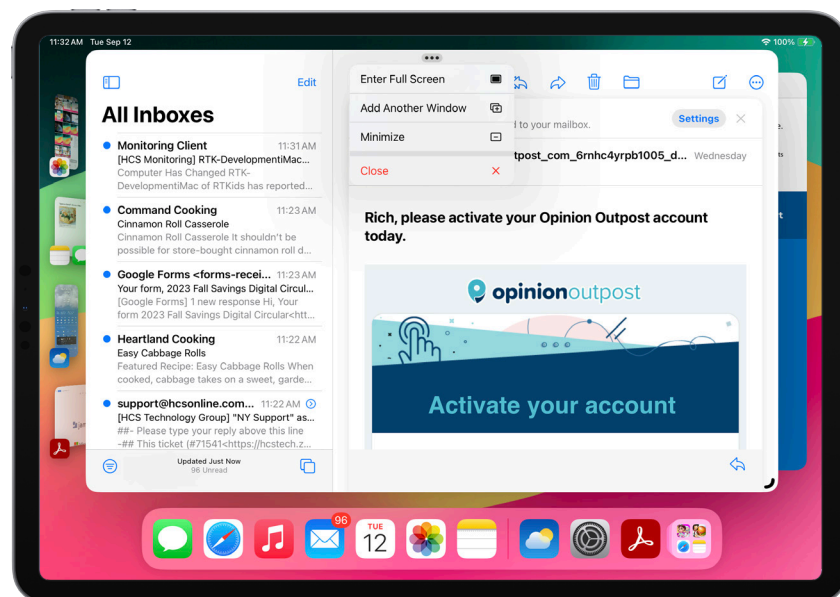 11:32 AM Tue Sep 12
100%
Edit
All Inboxes
Monitoring Client 11:31 AM
[HCS Monitoring] RTK-DevelopmentiMac...
Computer Has Changed RTK-
DevelopmentiMac of RTKids has reported...
Command Cooking 11:23 AM
Cinnamon Roll Casserole
Cinnamon Roll Casserole It shouldn't be
possible for store-bought cinnamon roll d...
Google Forms <forms-recei... 11:23 AM
Your form, 2023 Fall Savings Digital Circul...
[Google Forms] 1 new response Hi, Your
form 2023 Fall Savings Digital Circular<htt...
Heartland Cooking 11:22 AM
Easy Cabbage Rolls
Featured Recipe: Easy Cabbage Rolls When
cooked, cabbage takes on a sweet, garde...
support@hcsonline.com... 11:22 AM
[HCS Technology Group] "NY Support" as...
##- Please type your reply above this line
-## This ticket (#71541<https://hcstech.z...
Updated Just Now
96 Unread
Enter Full Screen
Add Another Window
Minimize
Close
to your mailbox.
Settings
tpost_com_6rnhc4yrpb1005_d... Wednesday
Rich, please activate your Opinion Outpost account
today.
opinionoutpost
Activate your account
96
TUE
12